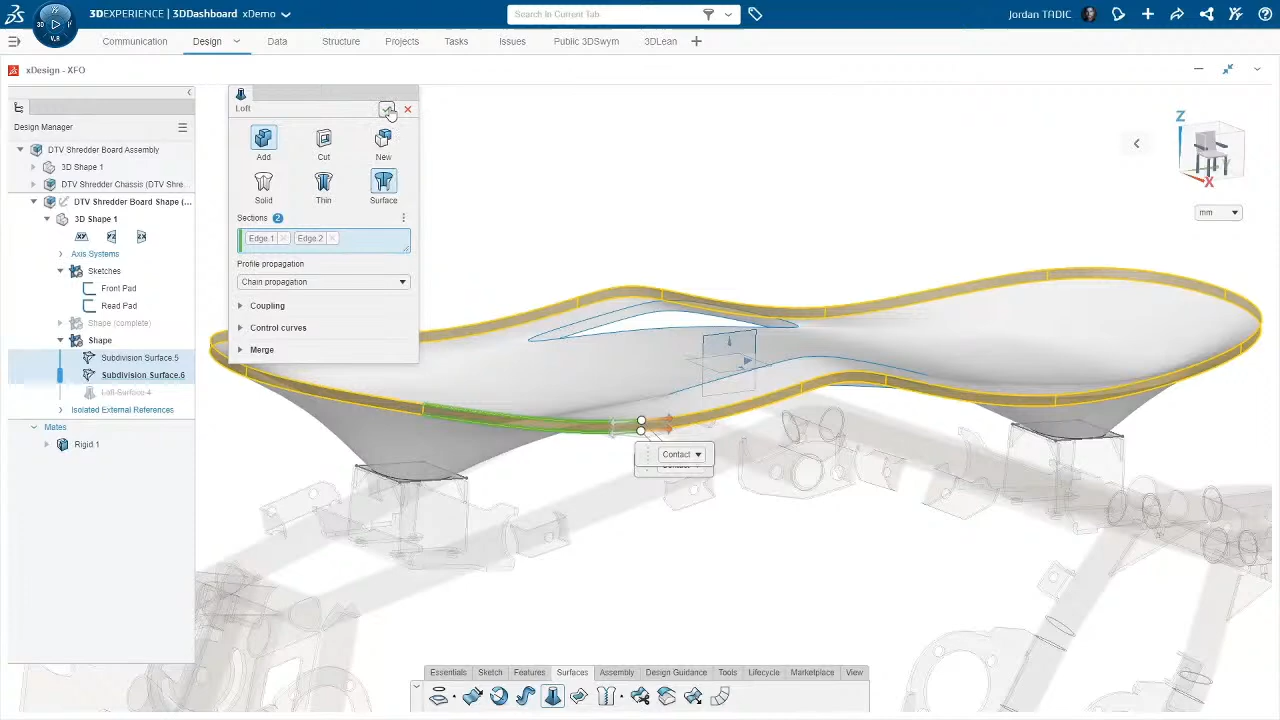 3DEXPERIENCE | 3DDashboard xDemo
Search In Current Tab
Jordan TADIC
3D
V.R
Communication Design Data Structure Projects Tasks Issues Public 3DSwym 3DLean
xDesign - XFO
Design Manager
DTV Shredder Board Assembly
3D Shape 1
DTV Shredder Chassis (DTV Shre...
DTV Shredder Board Shape (...
3D Shape 1
Axis Systems
Sketches
Front Pad
Read Pad
Shape (complete)
Shape
Subdivision Surface.5
Subdivision Surface.6
Loft Surface 4
Isolated External References
Mates
Rigid.1
Loft
Add Cut New
Solid Thin Surface
Sections 2
Edge.1 Edge.2
Profile propagation
Chain propagation
Coupling
Control curves
Merge
Contact
Z
X
mm
Essentials Sketch Features Surfaces Assembly Design Guidance Tools Lifecycle Marketplace View